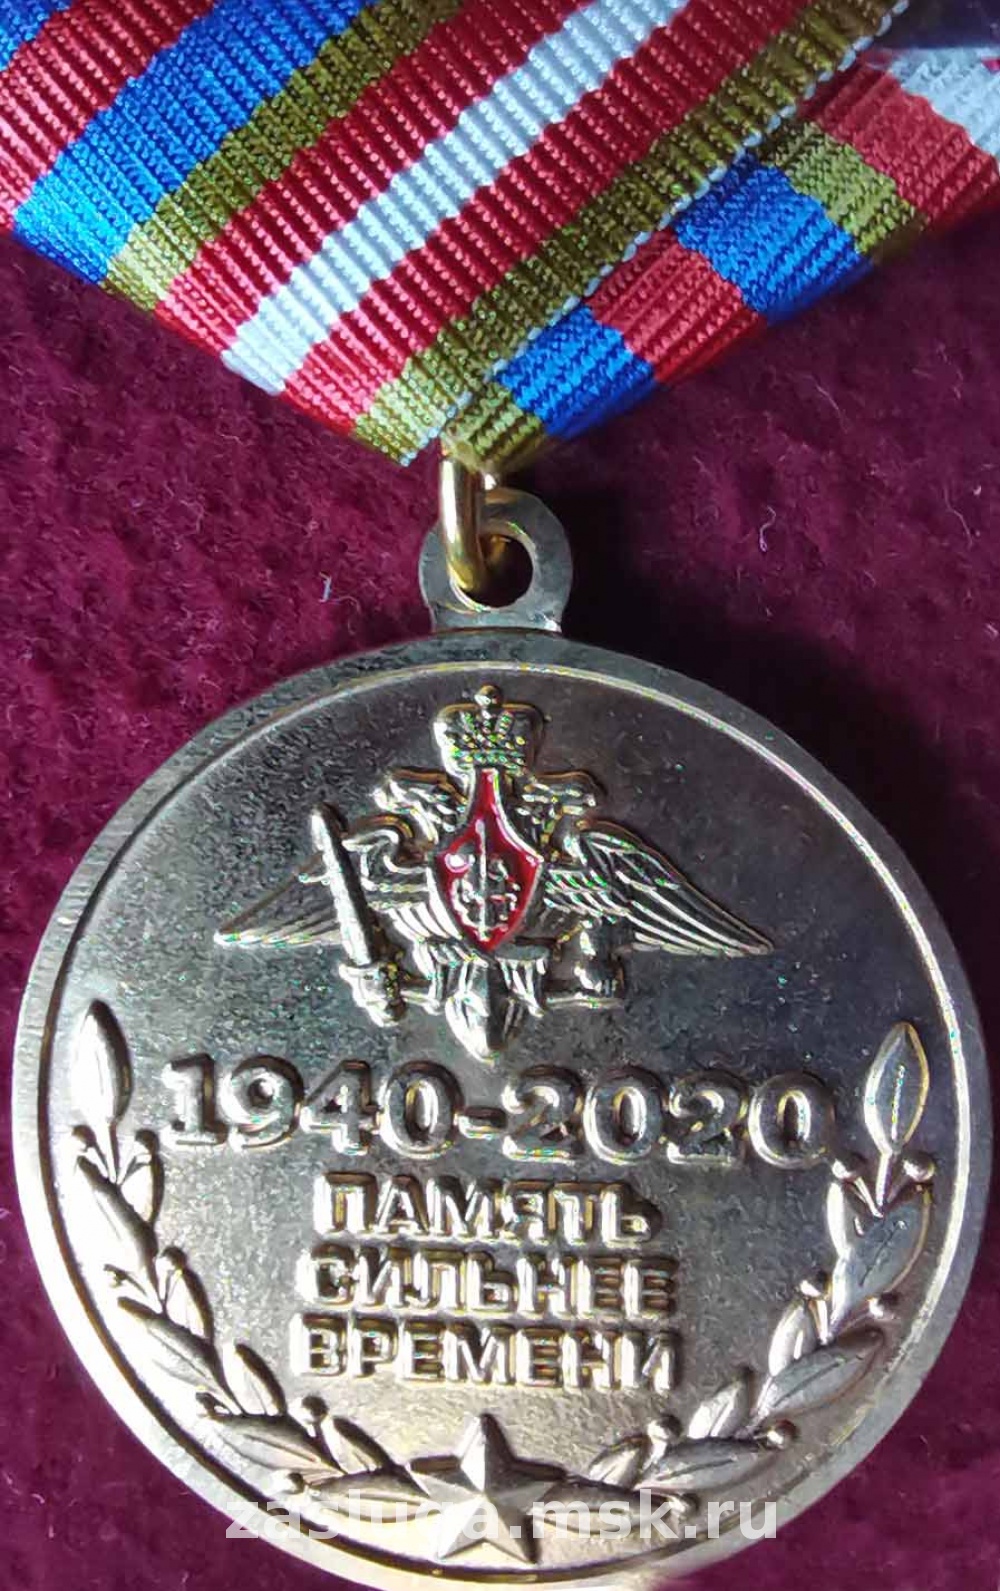 1940-2020
ПАМЯТЬ
СИЛЬНЕЕ
ВРЕМЕНИ
zasluga.msk.ru